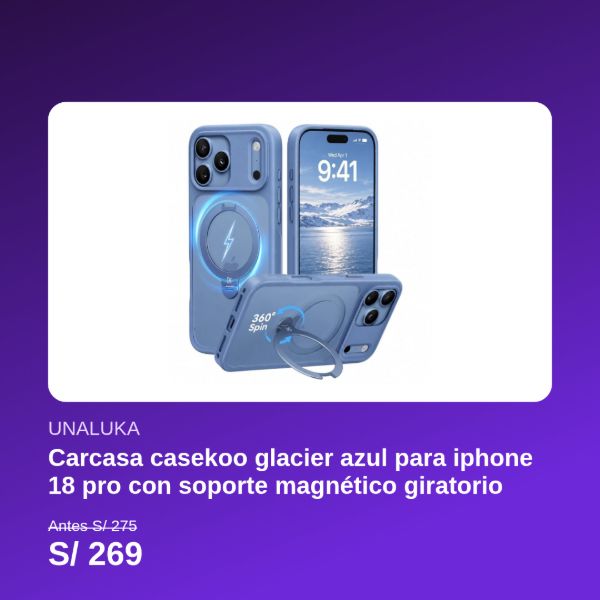 Wed Apr 1
9:41
360°
Spin
UNALUKA
Carcasa casekoo glacier azul para iphone
18 pro con soporte magnético giratorio
Antes S/ 275
S/ 269